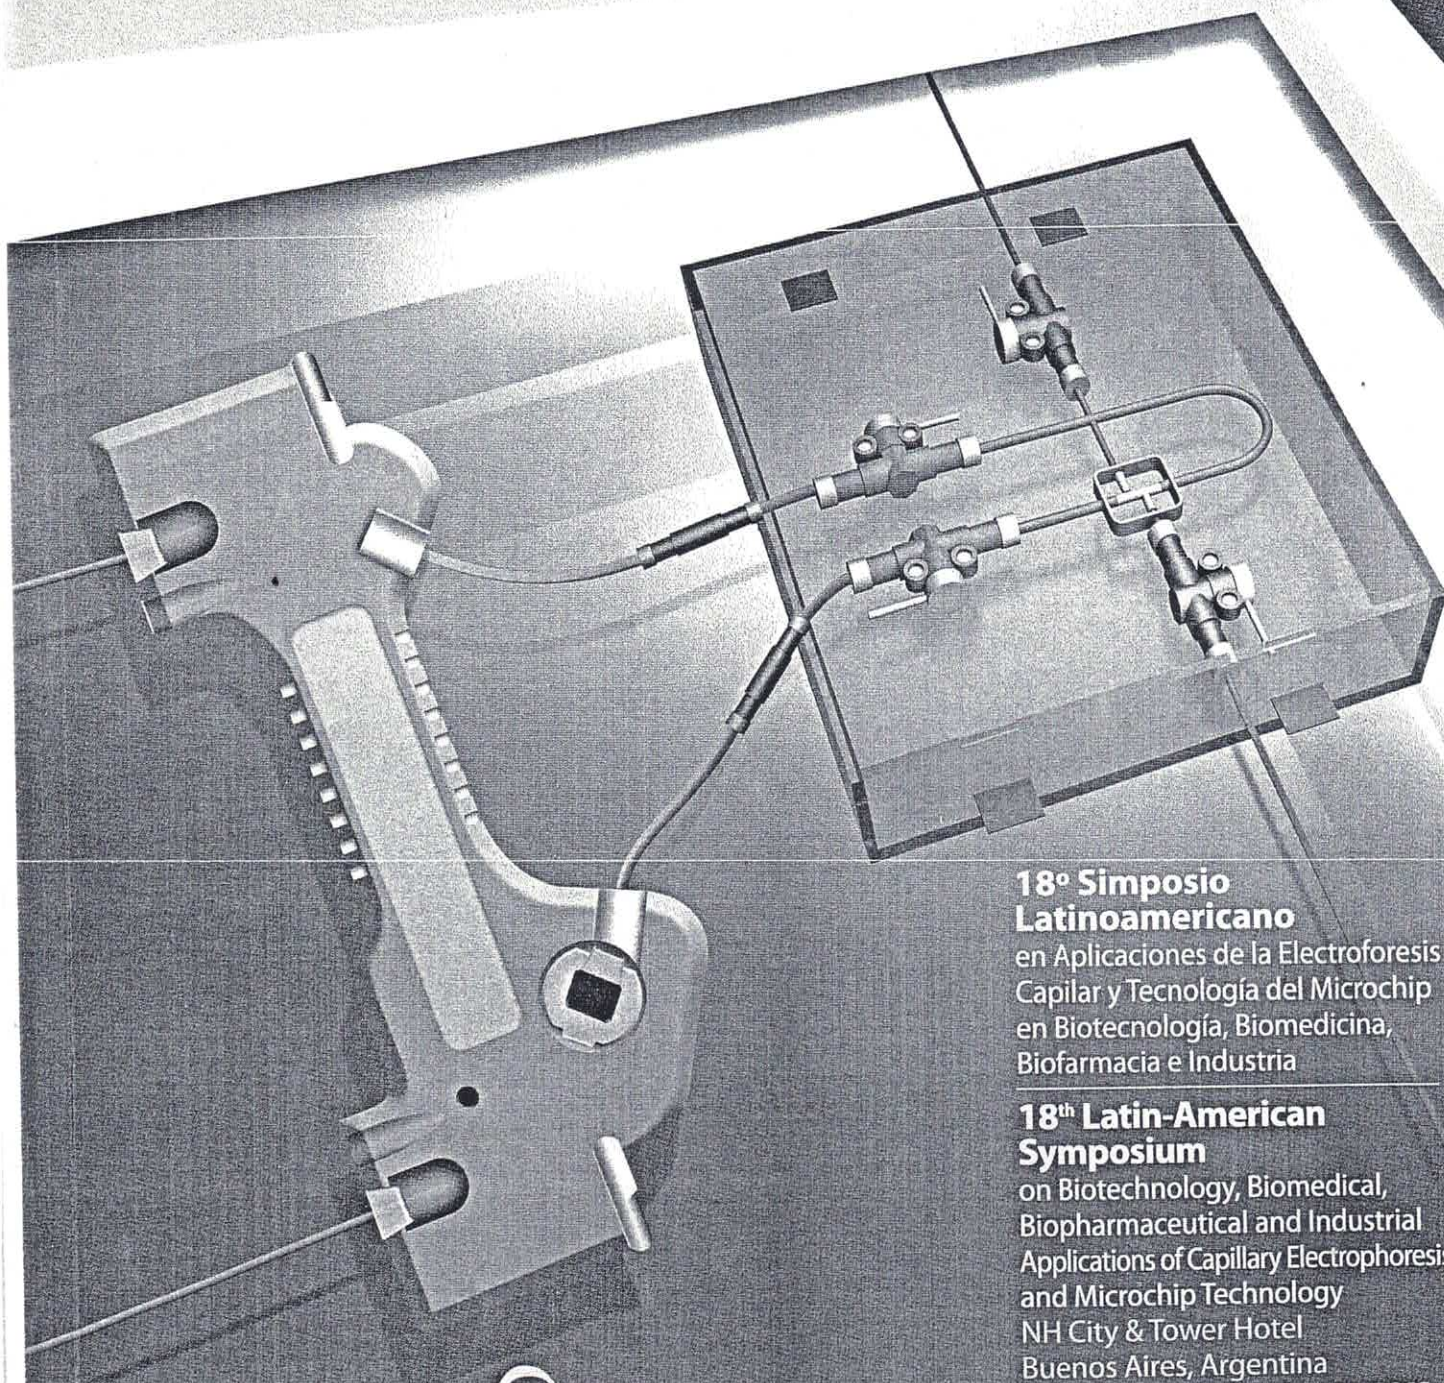 18º Simposio
Latinoamericano
en Aplicaciones de la Electroforesis
Capilar y Tecnología del Microchip
en Biotecnología, Biomedicina,
Biofarmacia e Industria
18th Latin-American
Symposium
on Biotechnology, Biomedical,
Biopharmaceutical and Industrial
Applications of Capillary Electrophoresis
and Microchip Technology
NH City & Tower Hotel
Buenos Aires, Argentina